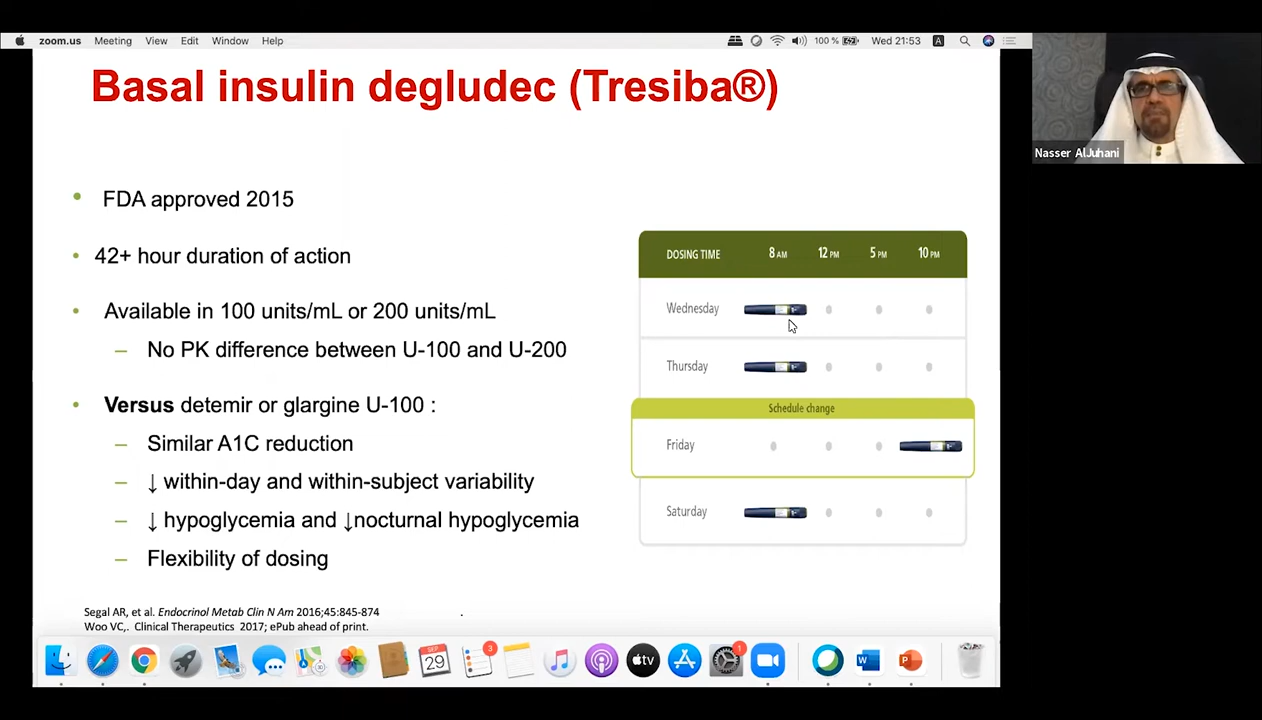 zoom.us Meeting View Edit Window Help 100 % Wed 21:53 A
Basal insulin degludec (Tresiba®)
Nasser AlJuhani
• FDA approved 2015
• 42+ hour duration of action
• Available in 100 units/mL or 200 units/mL
– No PK difference between U-100 and U-200
• Versus detemir or glargine U-100 :
– Similar A1C reduction
– ↓ within-day and within-subject variability
– ↓ hypoglycemia and ↓nocturnal hypoglycemia
– Flexibility of dosing
DOSING TIME 8 AM 12 PM 5 PM 10 PM
Wednesday
Thursday
Schedule change
Friday
Saturday
Segal AR, et al. Endocrinol Metab Clin N Am 2016;45:845-874
Woo VC,. Clinical Therapeutics 2017; ePub ahead of print.
SEP
29
3
tv
1
W
P